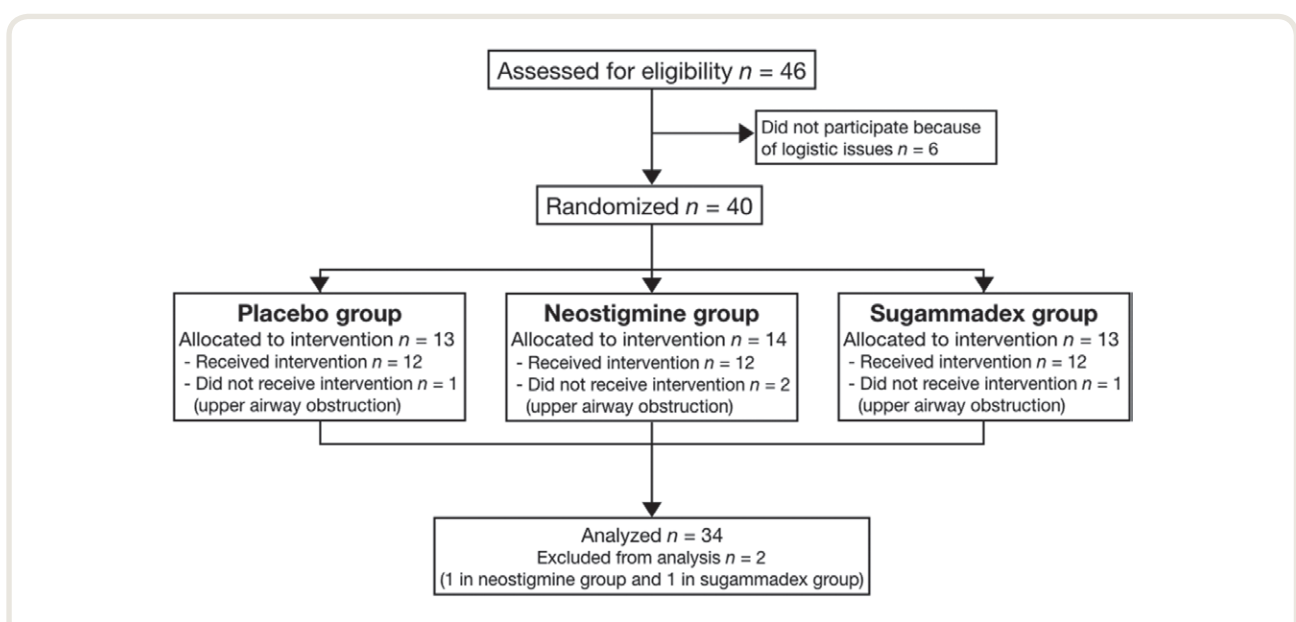 Assessed for eligibility n = 46
Did not participate because
of logistic issues n = 6
Randomized n = 40
Placebo group
Allocated to intervention n = 13
- Received intervention n = 12
- Did not receive intervention n = 1
(upper airway obstruction)
Neostigmine group
Allocated to intervention n = 14
- Received intervention n = 12
- Did not receive intervention n = 2
(upper airway obstruction)
Sugammadex group
Allocated to intervention n = 13
- Received intervention n = 12
- Did not receive intervention n = 1
(upper airway obstruction)
Analyzed n = 34
Excluded from analysis n = 2
(1 in neostigmine group and 1 in sugammadex group)